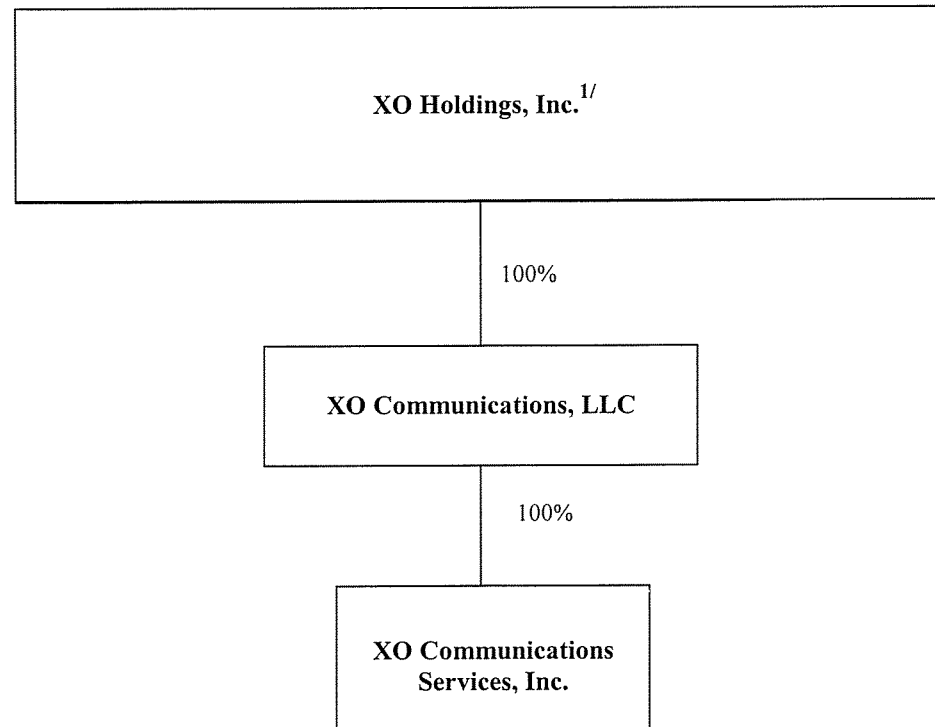 XO Holdings, Inc.1/
100%
XO Communications, LLC
100%
XO Communications
Services, Inc.